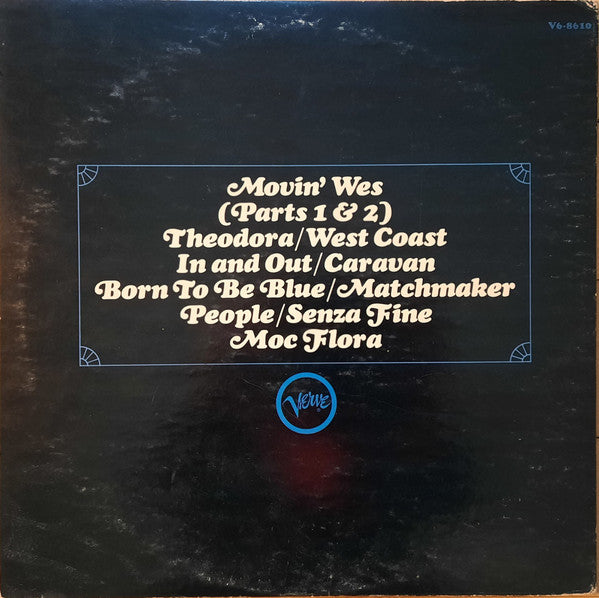 V6-8610
Movin' Wes
(Parts 1 & 2)
Theodora/West Coast
In and Out/Caravan
Born To Be Blue/Matchmaker
People/Senza Fine
Moc Flora
Verve